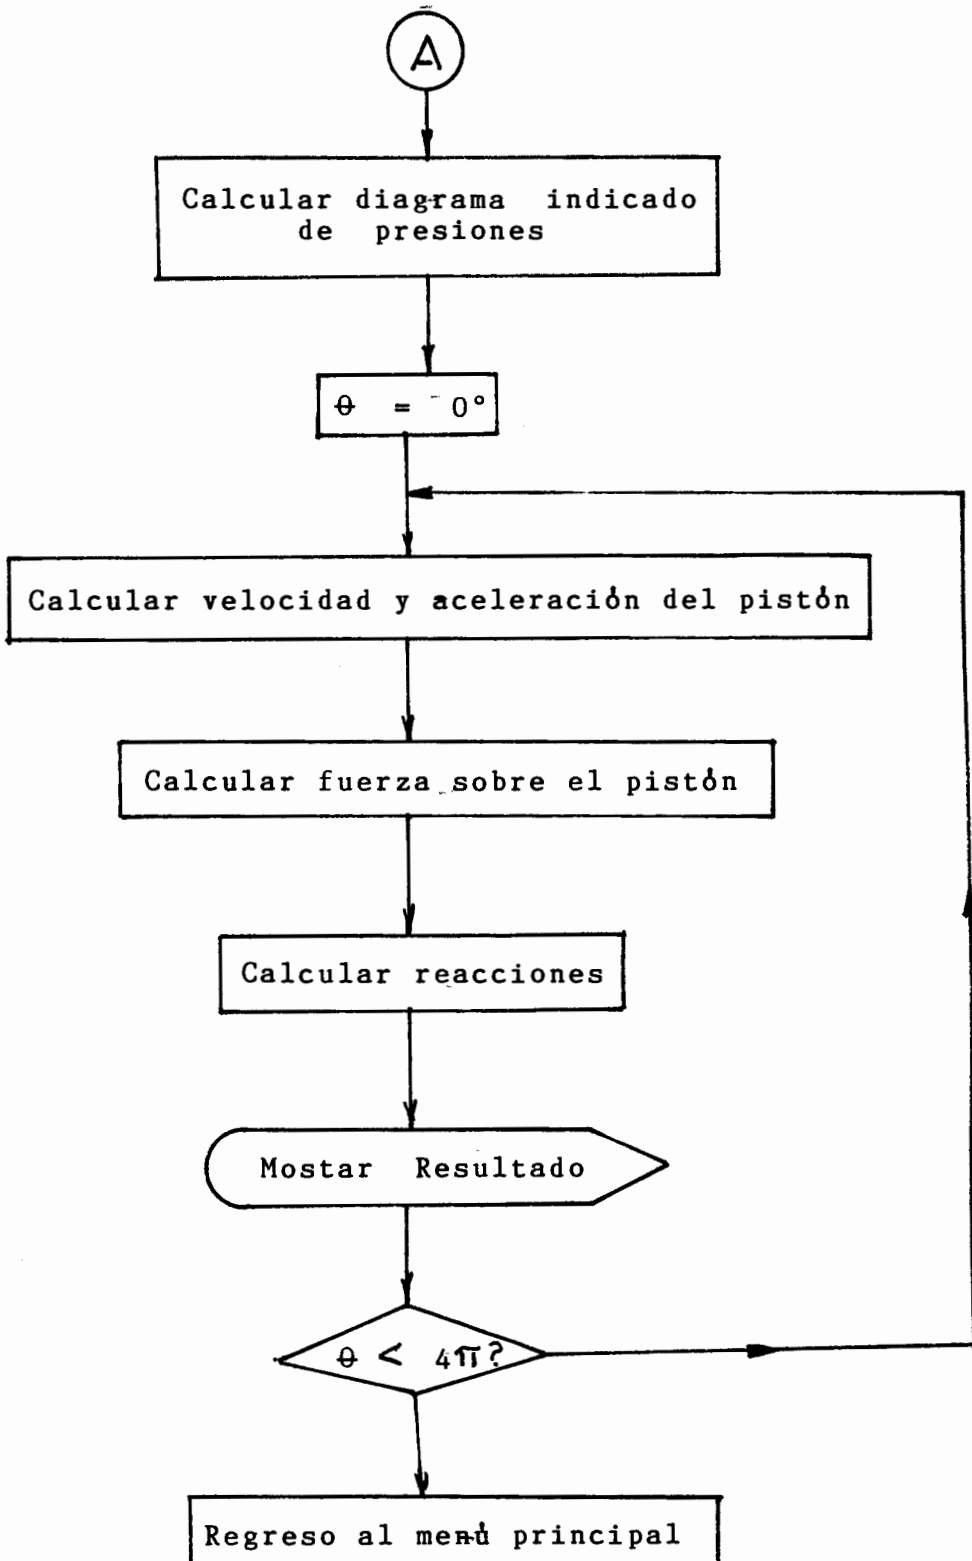 A
Calcular diagrama indicado
de presiones
θ = 0°
Calcular velocidad y aceleración del pistón
Calcular fuerza sobre el pistón
Calcular reacciones
Mostar Resultado
θ < 4π?
Regreso al menú principal